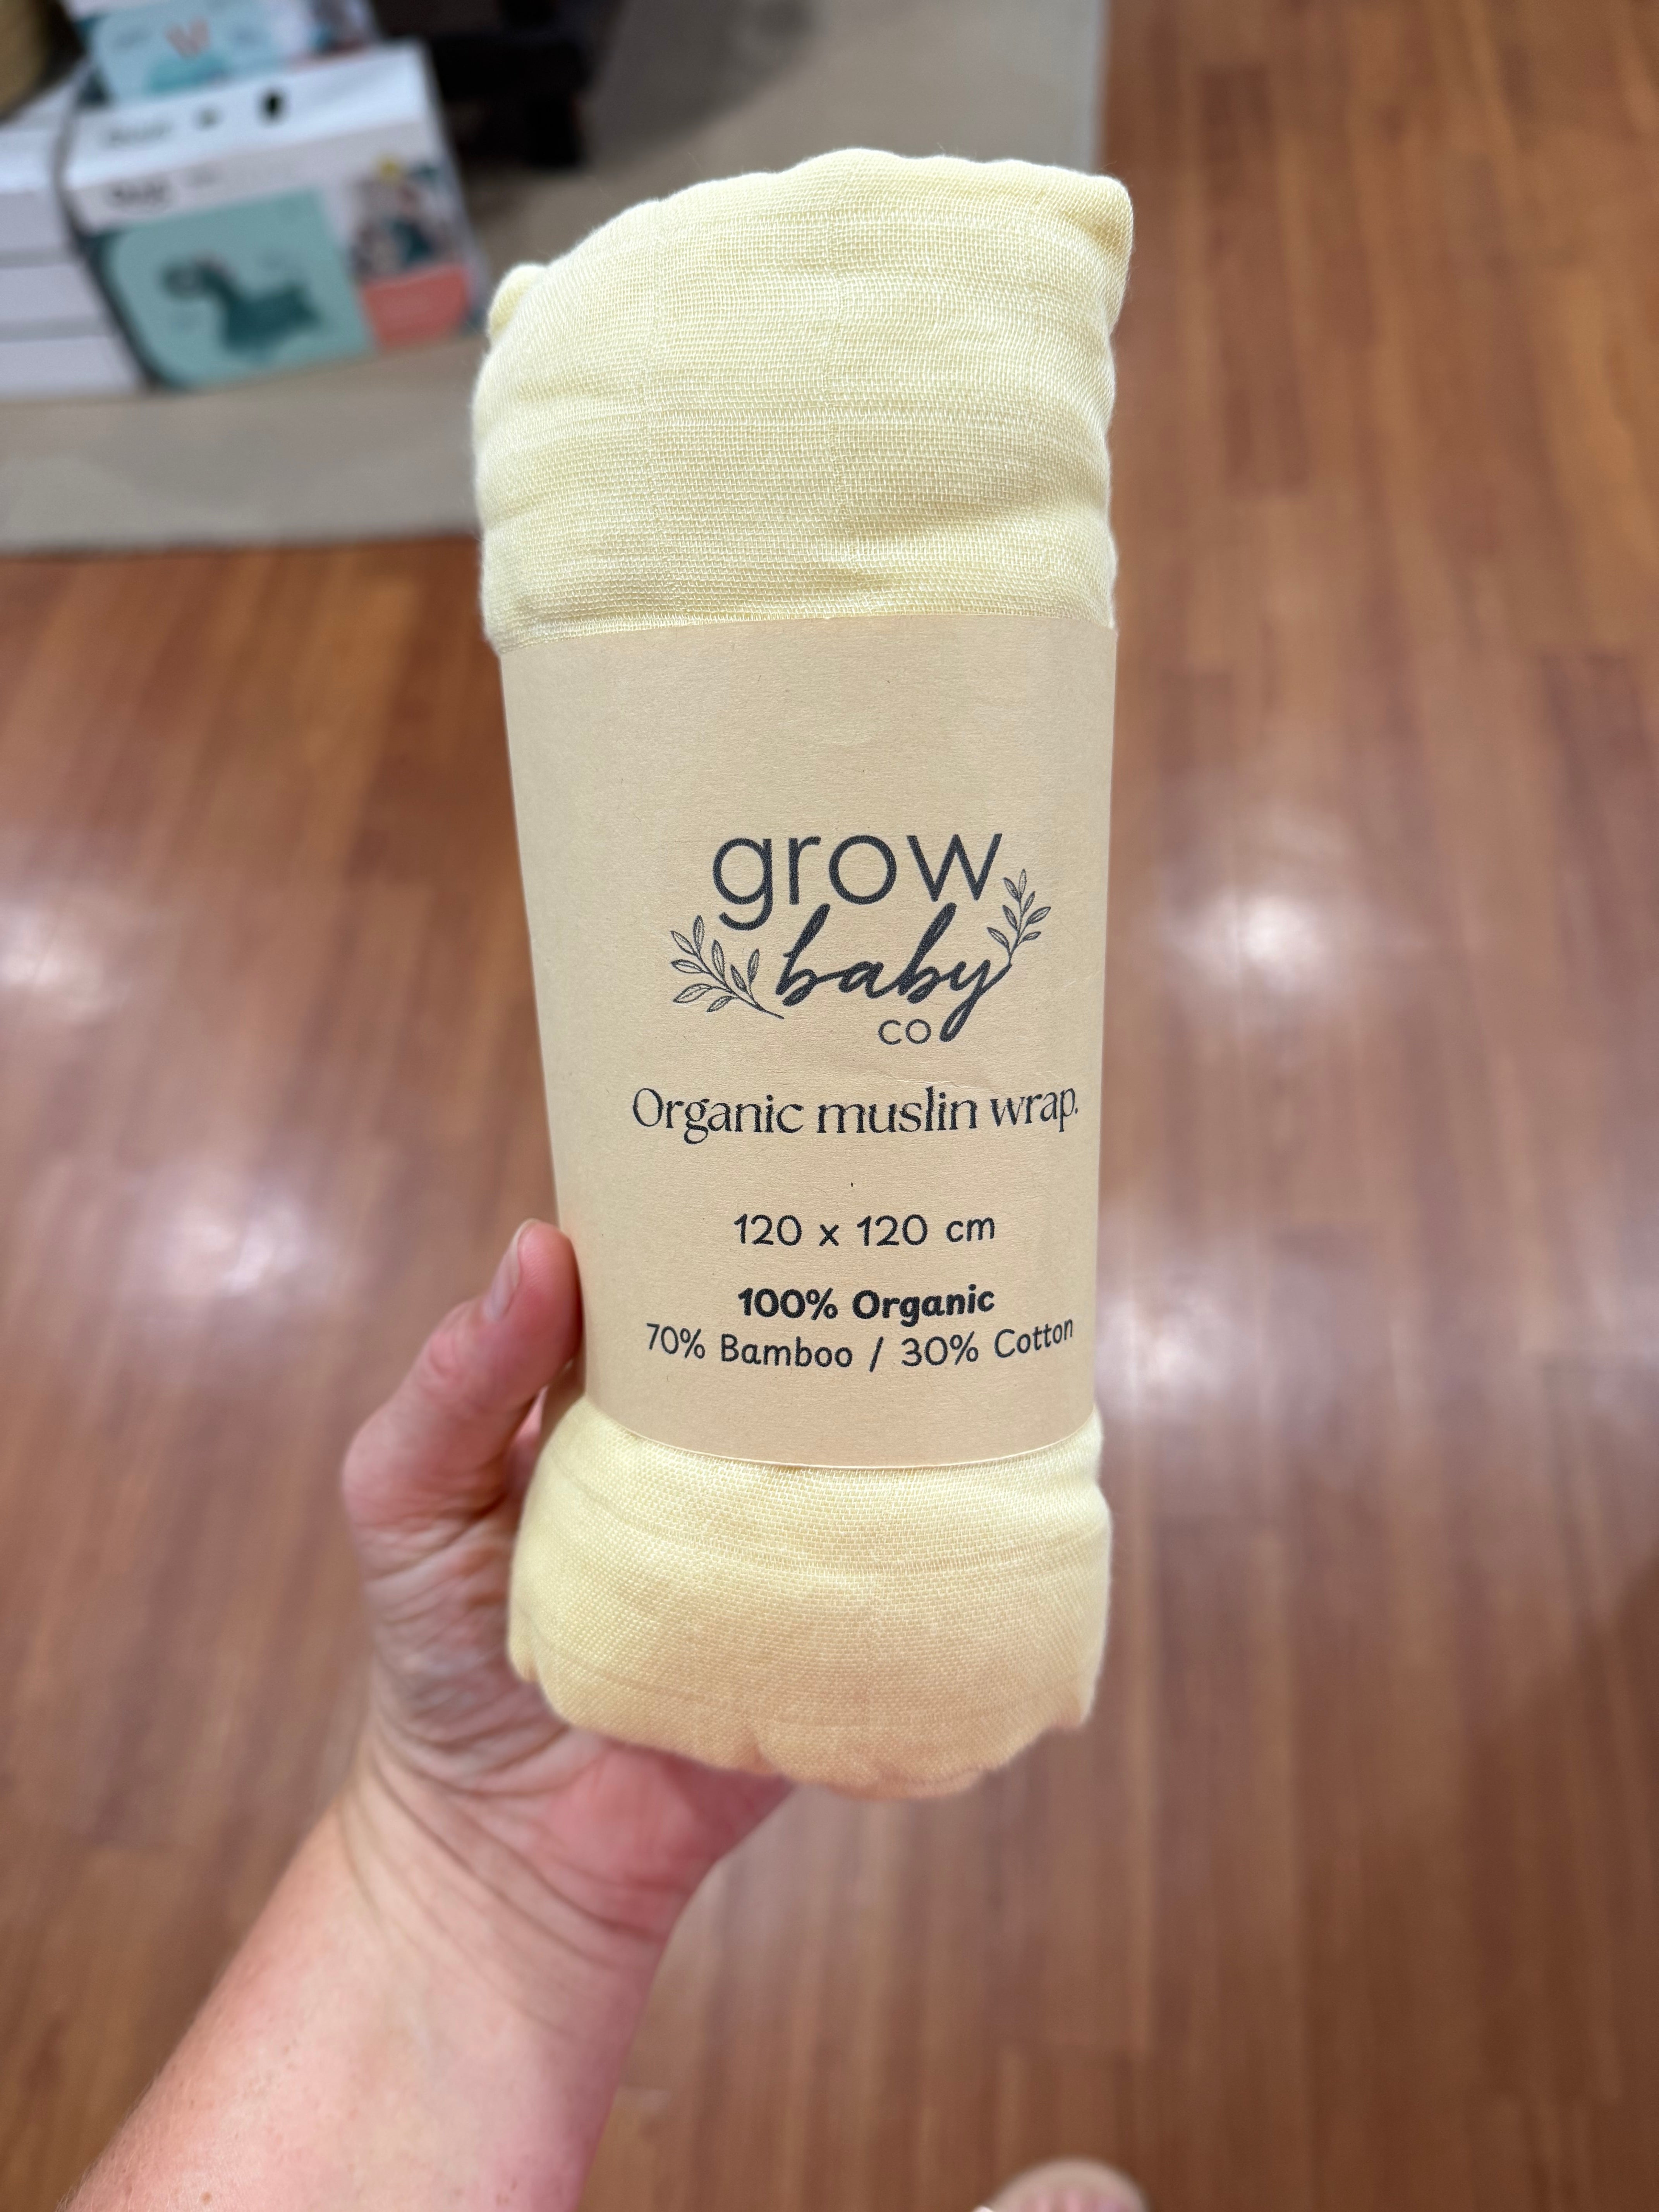 grow
baby
co
Organic muslin wrap.
120 x 120 cm
100% Organic
70% Bamboo / 30% Cotton